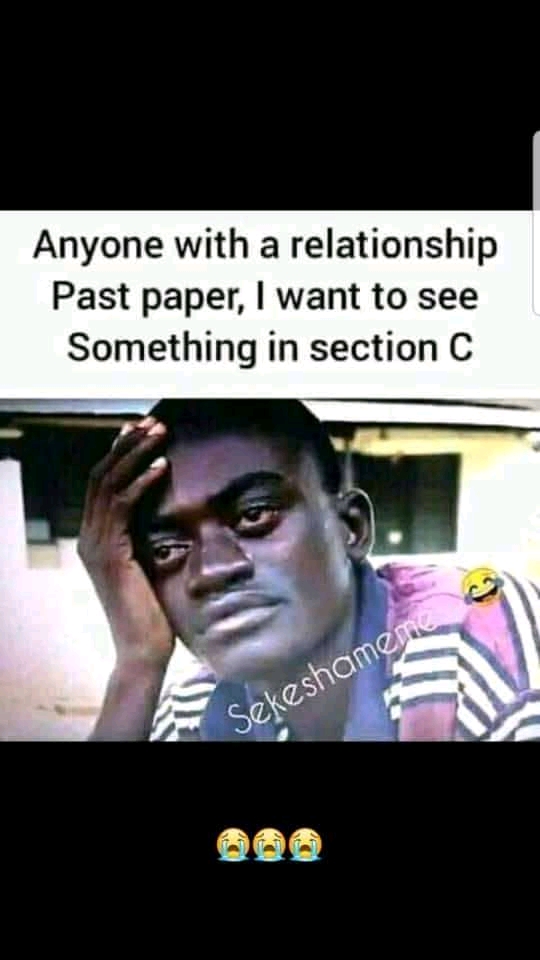 Anyone with a relationship
Past paper, I want to see
Something in section C
Sekeshameme